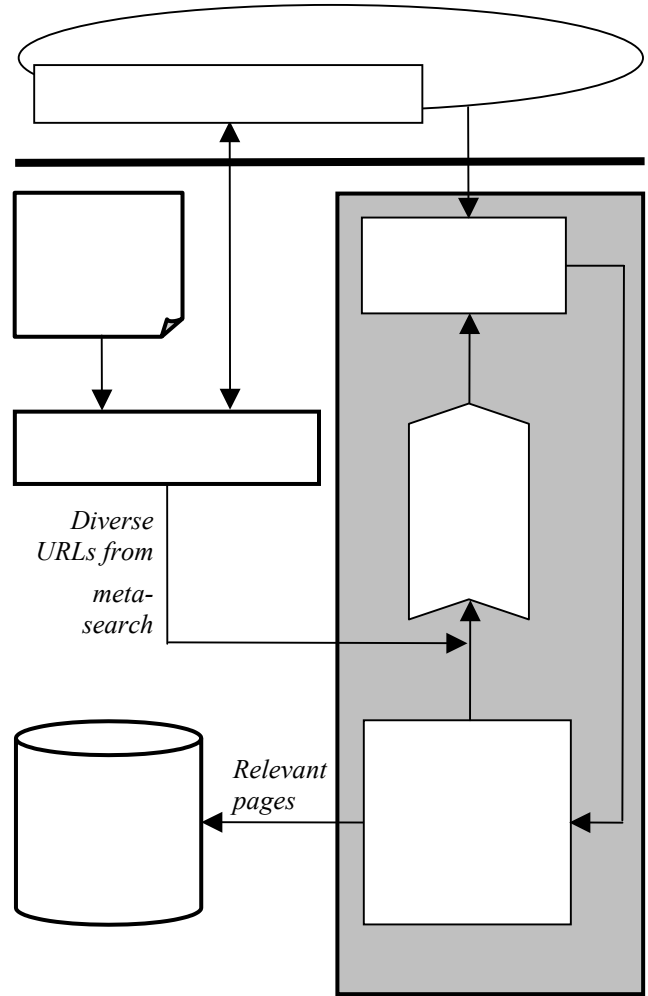 Diverse
URLs from
meta-
search
Relevant
pages